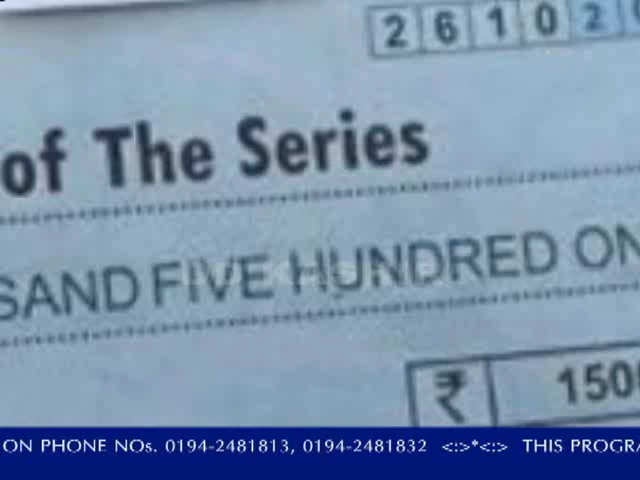 261020
of The Series
SAND FIVE HUNDRED ON
₹ 150
ON PHONE NOs. 0194-2481813, 0194-2481832 <:>*<:> THIS PROGRA